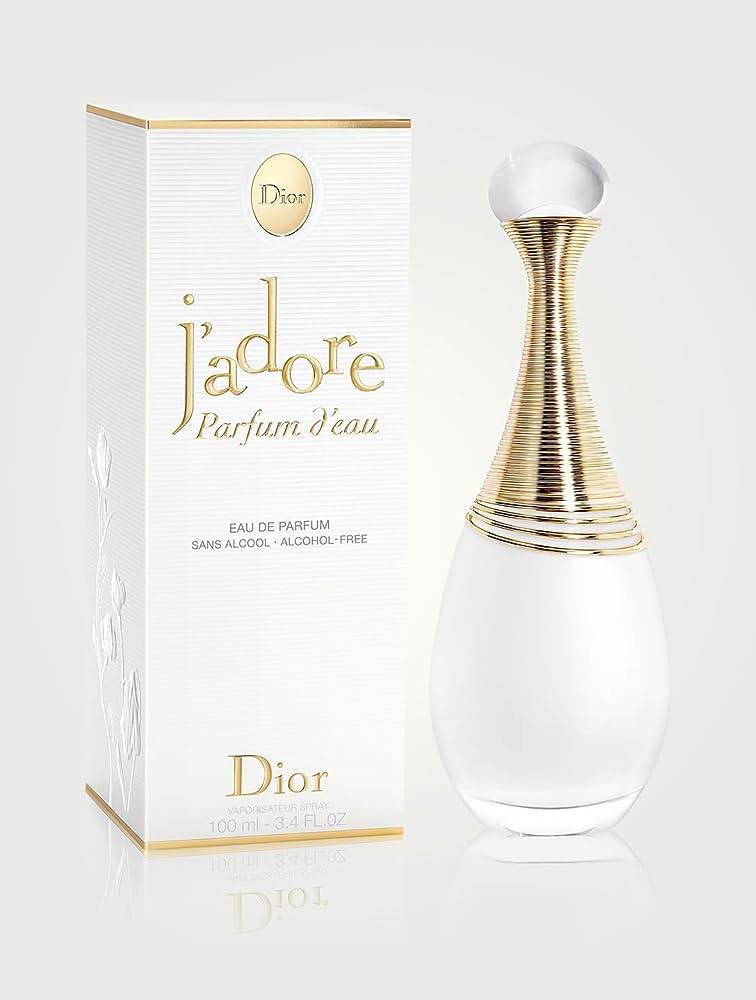 Dior
j'adore
Parfum d'eau
EAU DE PARFUM
SANS ALCOOL · ALCOHOL-FREE
Dior
VAPORISATEUR SPRAY
100 ml - 3.4 FL.OZ